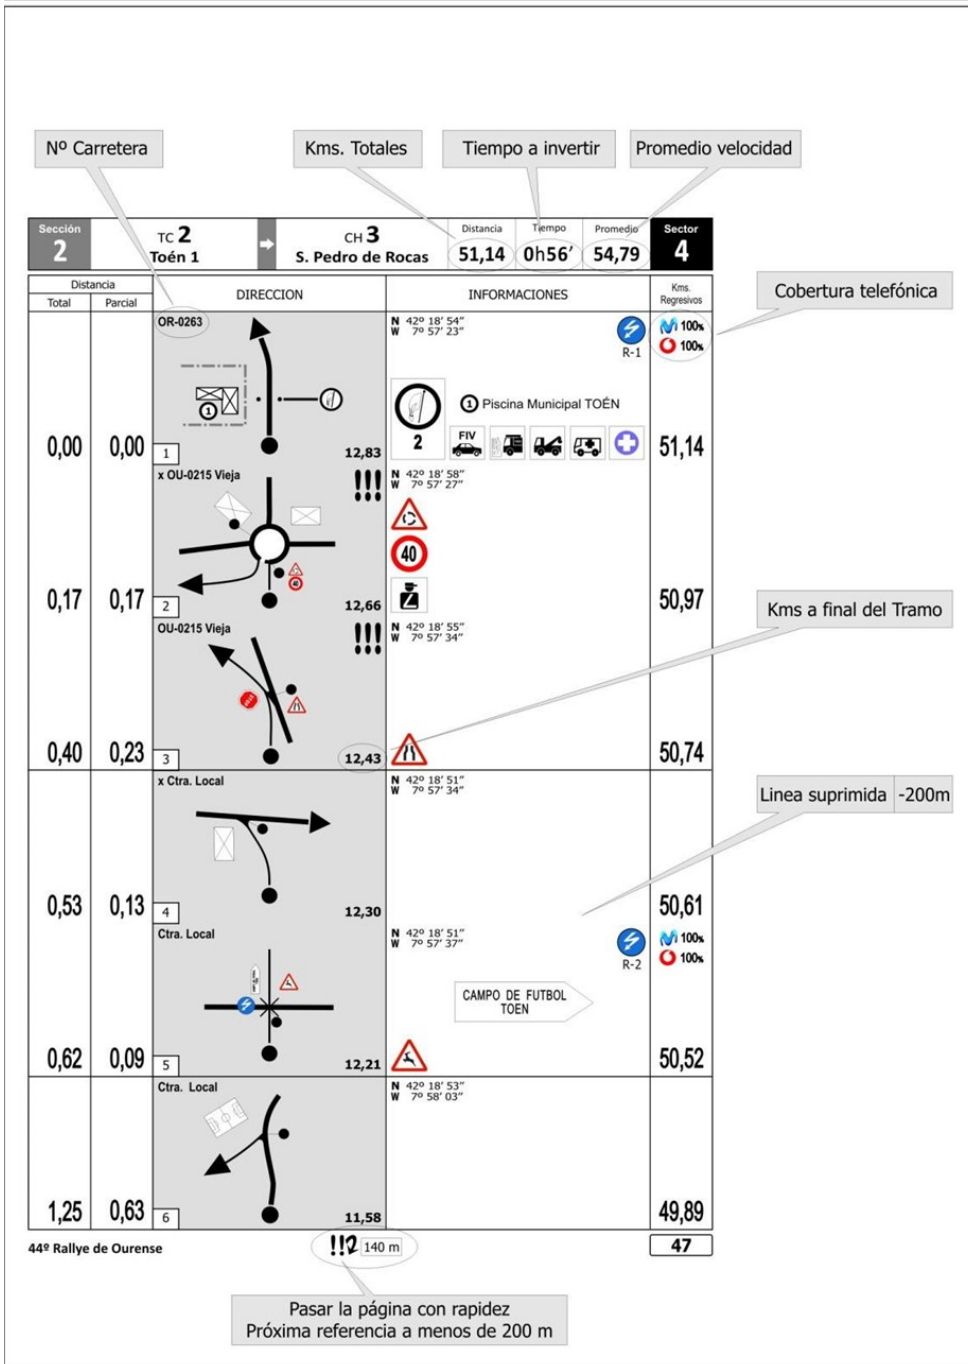 Nº Carretera
Kms. Totales
Tiempo a invertir
Promedio velocidad
Sección
2
TC 2
Toén 1
CH 3
S. Pedro de Rocas
Distancia
51,14
Tiempo
0h56'
Promedio
54,79
Sector
4
Distancia
Total
Parcial
DIRECCION
INFORMACIONES
Kms.
Regresivos
Cobertura telefónica
OR-0263
1
0,00
0,00
1
12,83
N 42º 18' 54"
W 7º 57' 23"
R-1
100%
100%
2
1 Piscina Municipal TOÉN
FIV
51,14
x OU-0215 Vieja
!!!
40
0,17
0,17
2
12,66
N 42º 18' 58"
W 7º 57' 27"
40
50,97
Kms a final del Tramo
OU-0215 Vieja
!!!
0,40
0,23
3
12,43
N 42º 18' 55"
W 7º 57' 34"
50,74
Linea suprimida -200m
x Ctra. Local
0,53
0,13
4
12,30
N 42º 18' 51"
W 7º 57' 34"
50,61
Ctra. Local
0,62
0,09
5
12,21
N 42º 18' 51"
W 7º 57' 37"
R-2
100%
100%
CAMPO DE FUTBOL
TOEN
50,52
Ctra. Local
1,25
0,63
6
11,58
N 42º 18' 53"
W 7º 58' 03"
49,89
44º Rallye de Ourense
!!
140 m
47
Pasar la página con rapidez
Próxima referencia a menos de 200 m